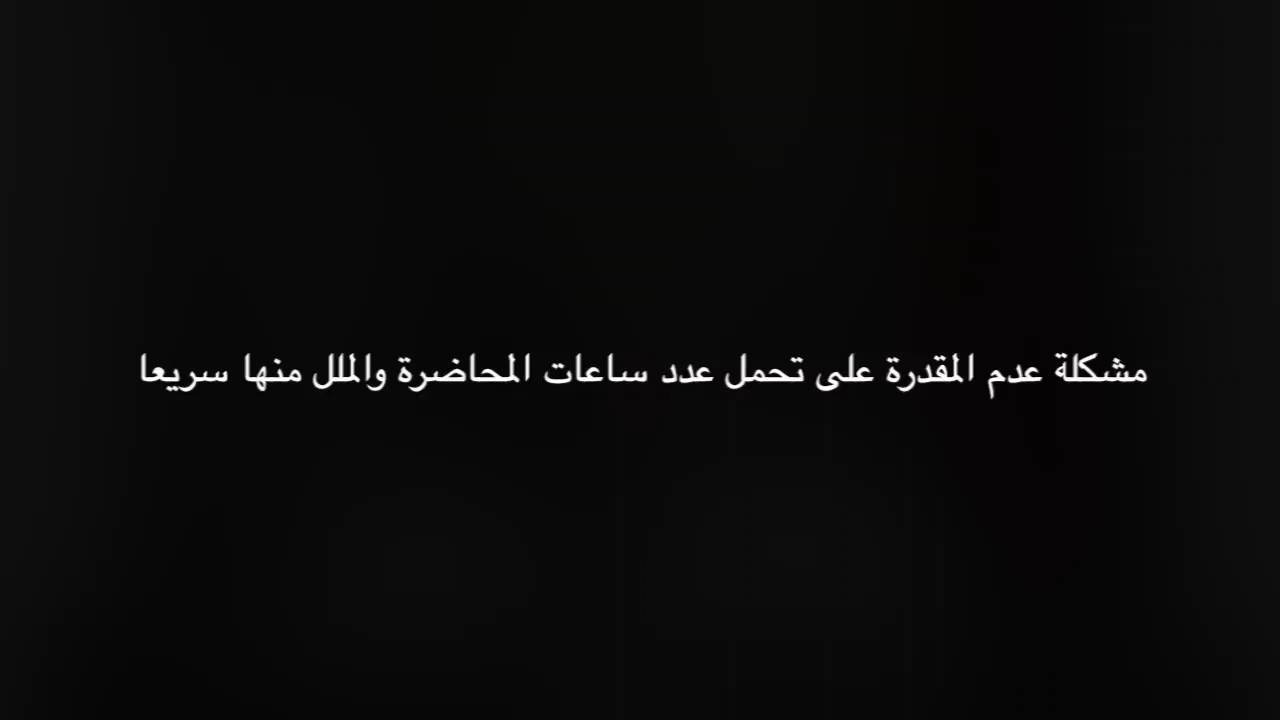 مشكلة عدم المقدرة على تحمل عدد ساعات المحاضرة والملل منها سريعا